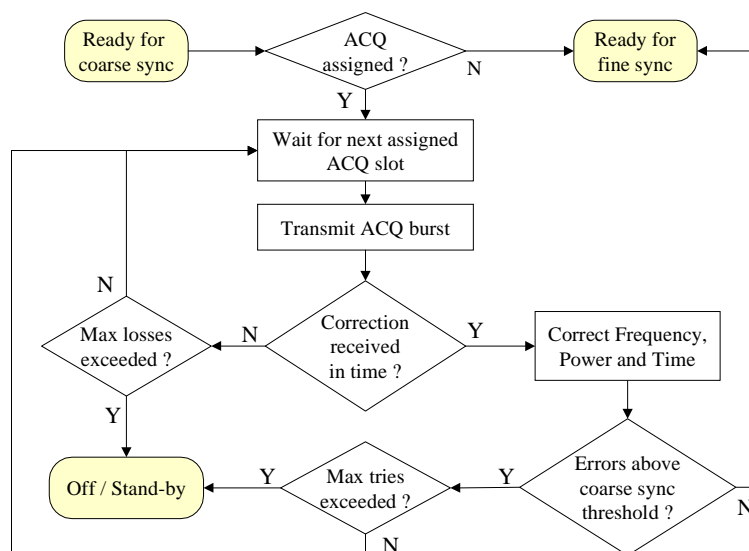 Ready for
coarse sync
ACQ
assigned ?
Ready for
fine sync
N
Y
Wait for next assigned
ACQ slot
Transmit ACQ burst
N
Max losses
exceeded ?
N
Correction
received
in time ?
Y
Correct Frequency,
Power and Time
Y
Off / Stand-by
Y
Max tries
exceeded ?
Y
Errors above
coarse sync
threshold ?
N
N